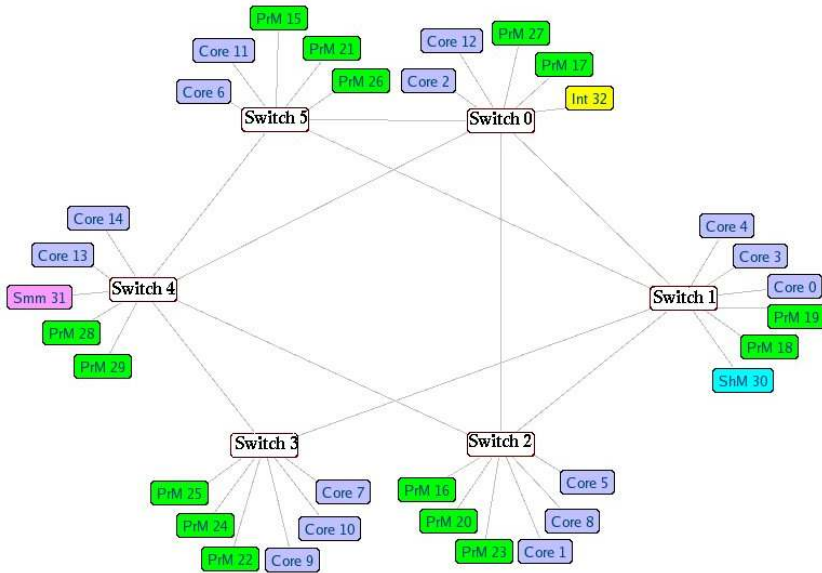 PrM 15
Core 11
PrM 21
Core 6
PrM 26
Switch 5
Core 12
PrM 27
Core 2
PrM 17
Int 32
Switch 0
Core 14
Core 13
Smm 31
Switch 4
PrM 28
PrM 29
Core 4
Core 3
Core 0
Switch 1
PrM 19
PrM 18
ShM 30
Switch 3
PrM 25
Core 7
PrM 24
Core 10
PrM 22
Core 9
Switch 2
PrM 16
Core 5
PrM 20
Core 8
PrM 23
Core 1